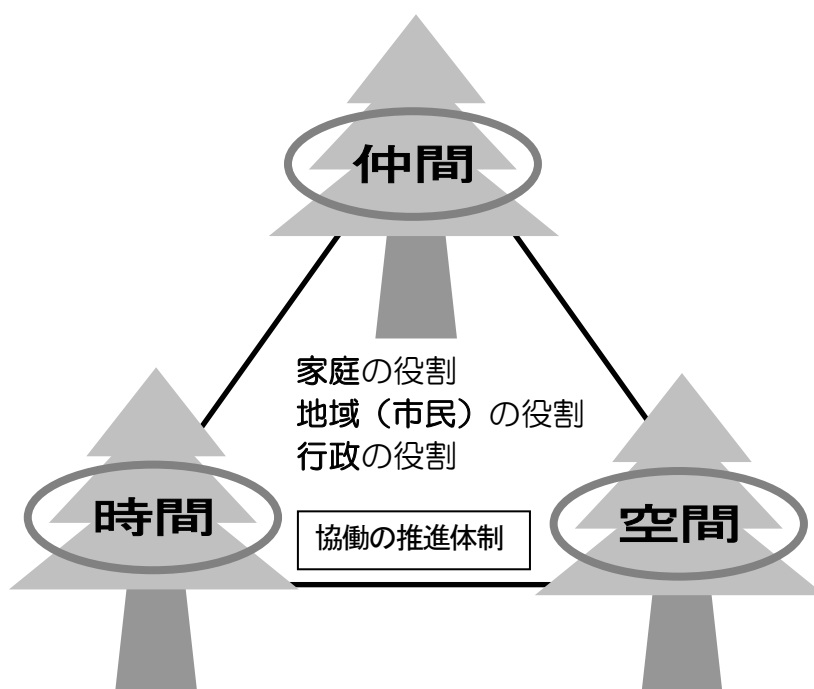 仲間
家庭の役割
地域（市民）の役割
行政の役割
時間
協働の推進体制
空間